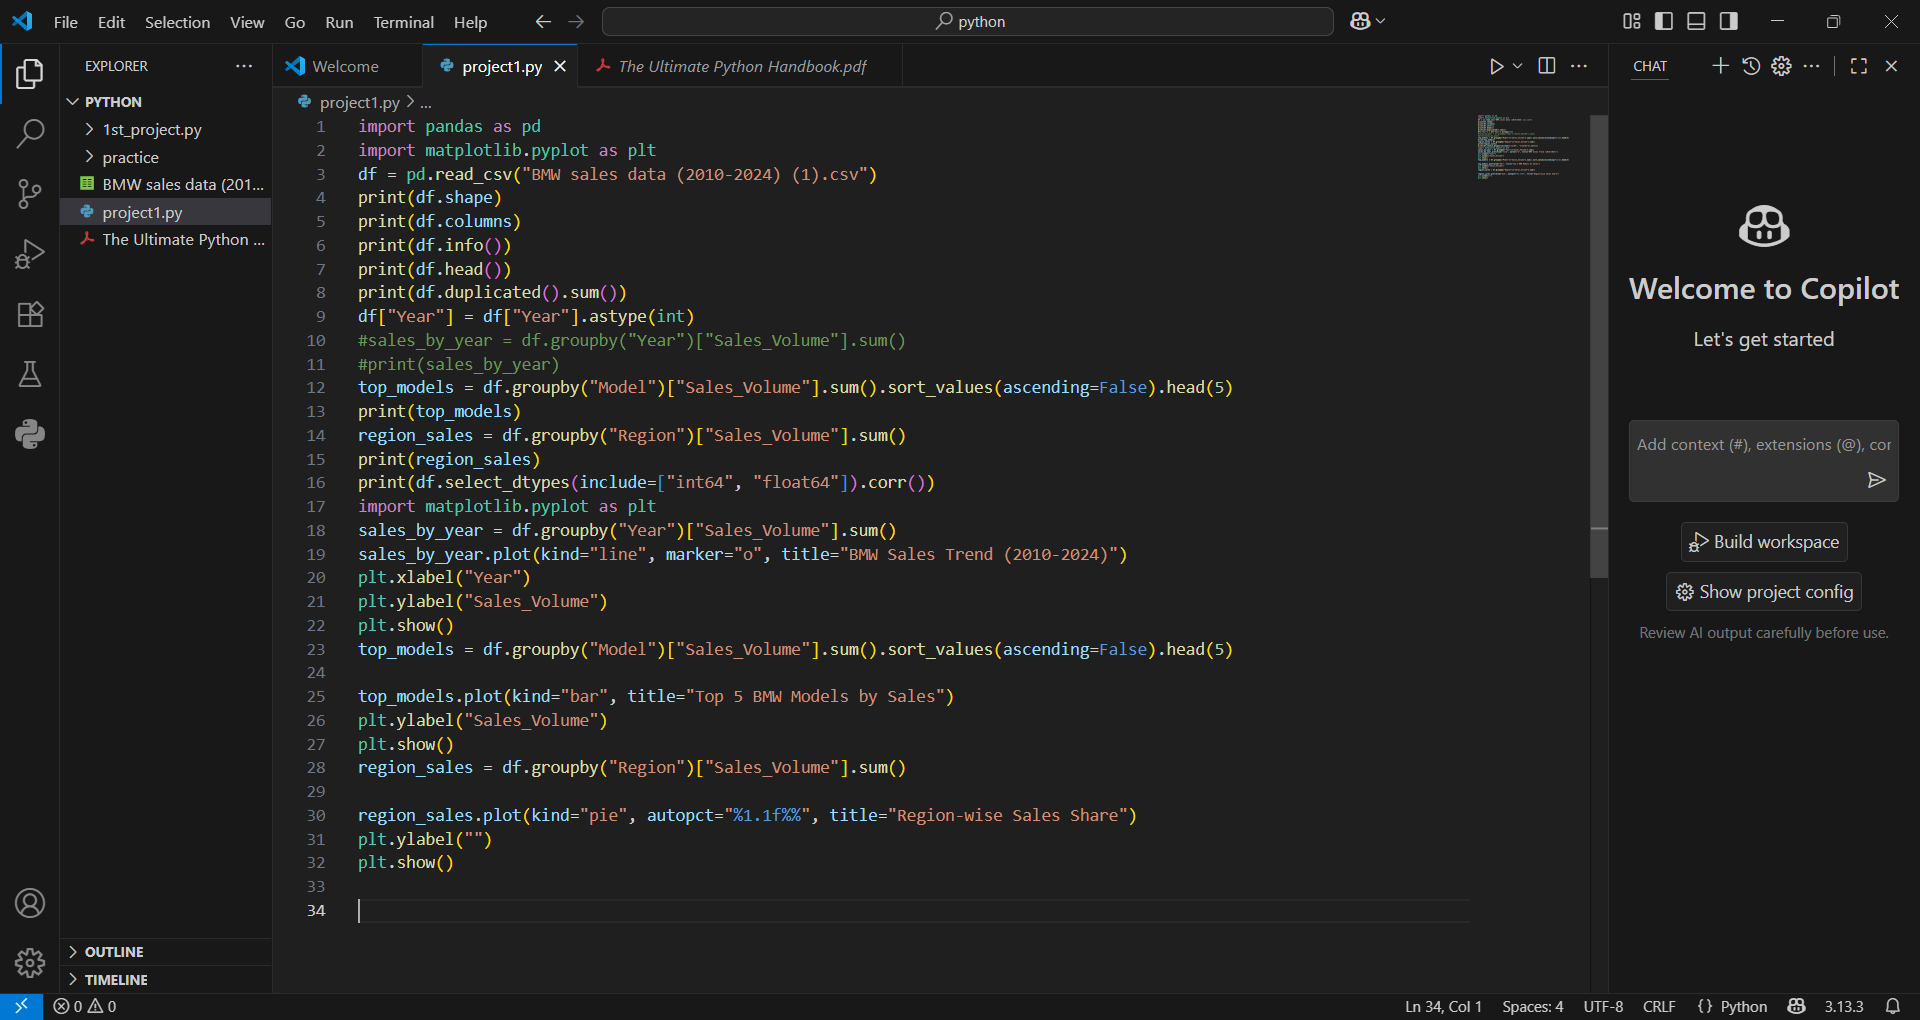 File Edit Selection View Go Run Terminal Help
python
EXPLORER
PYTHON
1st_project.py
practice
BMW sales data (201...
project1.py
The Ultimate Python ...
OUTLINE
TIMELINE
Welcome
project1.py
The Ultimate Python Handbook.pdf
project1.py > ...
1 import pandas as pd
2 import matplotlib.pyplot as plt
3 df = pd.read_csv("BMW sales data (2010-2024) (1).csv")
4 print(df.shape)
5 print(df.columns)
6 print(df.info())
7 print(df.head())
8 print(df.duplicated().sum())
9 df["Year"] = df["Year"].astype(int)
10 #sales_by_year = df.groupby("Year")["Sales_Volume"].sum()
11 #print(sales_by_year)
12 top_models = df.groupby("Model")["Sales_Volume"].sum().sort_values(ascending=False).head(5)
13 print(top_models)
14 region_sales = df.groupby("Region")["Sales_Volume"].sum()
15 print(region_sales)
16 print(df.select_dtypes(include=["int64", "float64"]).corr())
17 import matplotlib.pyplot as plt
18 sales_by_year = df.groupby("Year")["Sales_Volume"].sum()
19 sales_by_year.plot(kind="line", marker="o", title="BMW Sales Trend (2010-2024)")
20 plt.xlabel("Year")
21 plt.ylabel("Sales_Volume")
22 plt.show()
23 top_models = df.groupby("Model")["Sales_Volume"].sum().sort_values(ascending=False).head(5)
24
25 top_models.plot(kind="bar", title="Top 5 BMW Models by Sales")
26 plt.ylabel("Sales_Volume")
27 plt.show()
28 region_sales = df.groupby("Region")["Sales_Volume"].sum()
29
30 region_sales.plot(kind="pie", autopct="%1.1f%%", title="Region-wise Sales Share")
31 plt.ylabel("")
32 plt.show()
33
34
CHAT
Welcome to Copilot
Let's get started
Add context (#), extensions (@), cor
Build workspace
Show project config
Review AI output carefully before use.
0 0
Ln 34, Col 1 Spaces: 4 UTF-8 CRLF {} Python 3.13.3